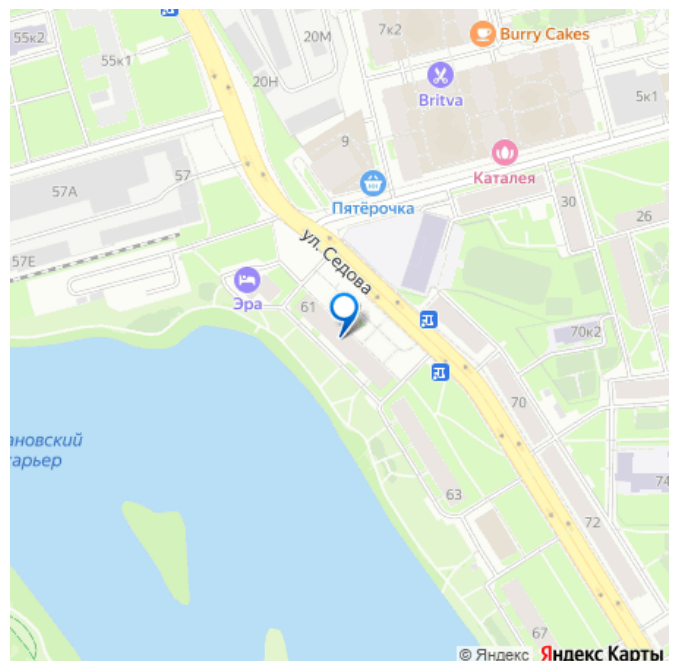 55к2
55к1
20М
20Н
7к2
Burry Cakes
Britva
5к1
9
Каталея
57А
57
Пятёрочка
30
26
57Е
ул. Седова
Эра
61
70к2
70
ановский
карьер
63
74
72
67
© Яндекс Яндекс Карты